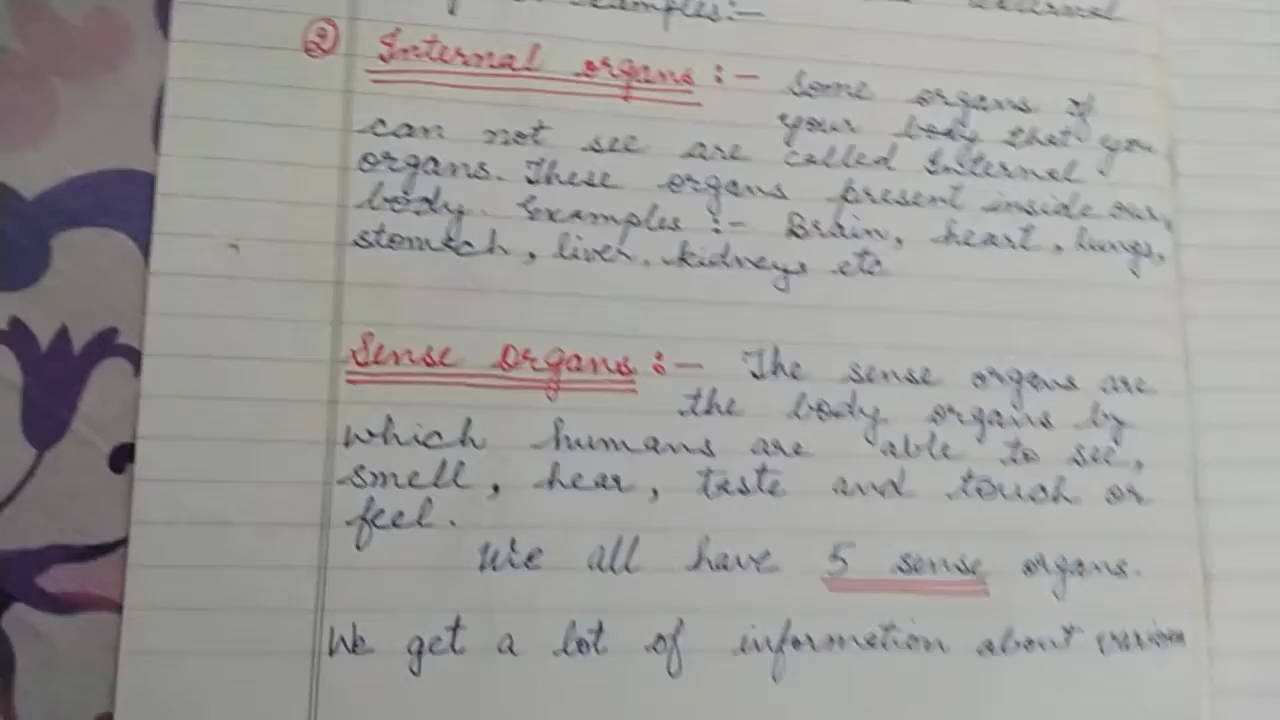 Examples:-
② Internal organs :- Some organs of
your body that you
can not see are called Internal
organs. These organs present inside our
body. Examples :- Brain, heart, lungs,
stomach, liver, kidneys etc
Sense Organs :- The sense organs are
the body organs by
which humans are able to see,
smell, hear, taste and touch or
feel.
We all have 5 sense organs.
We get a lot of information about